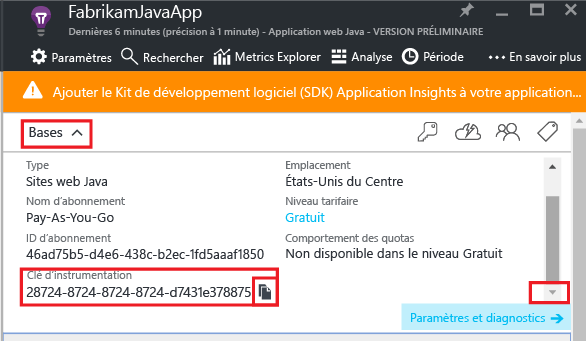 FabrikamJavaApp
Dernières 6 minutes (précision à 1 minute) - Application web Java - VERSION PRÉLIMINAIRE
Paramètres Rechercher Metrics Explorer Analyse Période ••• En savoir plus
Ajouter le Kit de développement logiciel (SDK) Application Insights à votre application...
Bases
Type Emplacement
Sites web Java États-Unis du Centre
Nom d'abonnement Niveau tarifaire
Pay-As-You-Go Gratuit
ID d'abonnement Comportement des quotas
46ad75b5-d4e6-438c-b2ec-1fd5aaaf1850 Non disponible dans le niveau Gratuit
Clé d'instrumentation
28724-8724-8724-8724-d7431e378875
Paramètres et diagnostics →